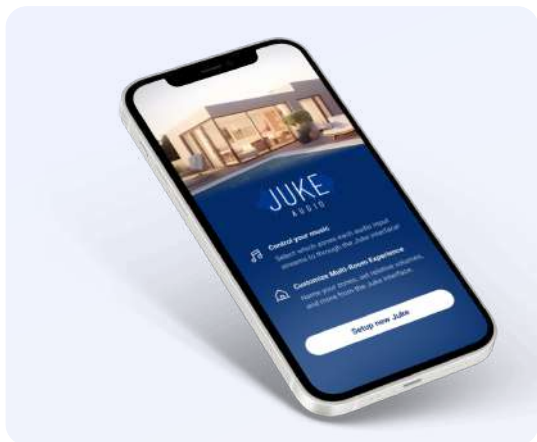 JUKE
AUDIO
Control your music
Select which zones each audio input
streams to through the Juke interface!
Customize Multi-Room Experience
Name your zones, set relative volumes,
and more from the Juke interface.
Setup new Juke